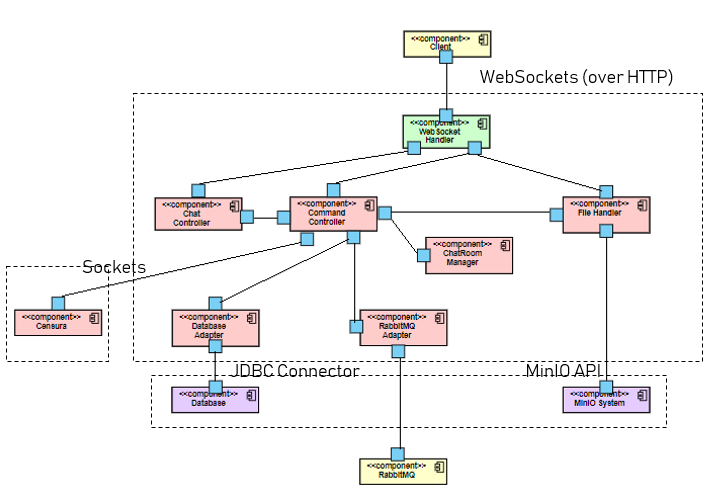 <<component>>
Client
WebSockets (over HTTP)
<<component>>
WebSocket
Handler
<<component>>
Chat
Controller
<<component>>
Command
Controller
<<component>>
File Handler
<<component>>
ChatRoom
Manager
Sockets
<<component>>
Censura
<<component>>
Database
Adapter
<<component>>
RabbitMQ
Adapter
JDBC Connector
MinIO API
<<component>>
Database
<<component>>
MinIO System
<<component>>
RabbitMQ